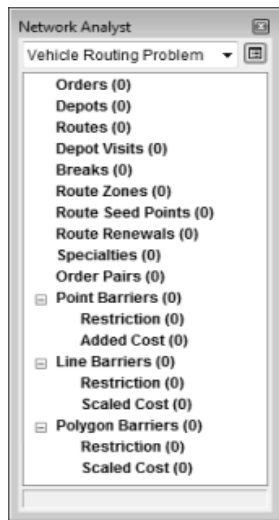 Network Analyst
Vehicle Routing Problem
Orders (0)
Depots (0)
Routes (0)
Depot Visits (0)
Breaks (0)
Route Zones (0)
Route Seed Points (0)
Route Renewals (0)
Specialties (0)
Order Pairs (0)
Point Barriers (0)
Restriction (0)
Added Cost (0)
Line Barriers (0)
Restriction (0)
Scaled Cost (0)
Polygon Barriers (0)
Restriction (0)
Scaled Cost (0)